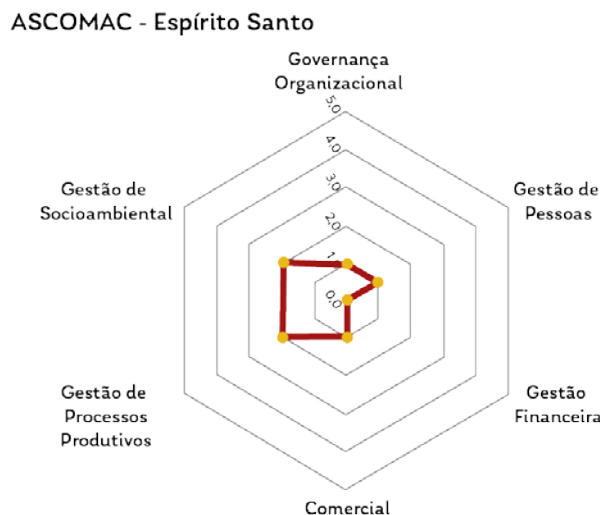 ASCOMAC - Espírito Santo
Governança
Organizacional
5.0
4.0
3.0
2.0
1
0.0
Gestão de
Socioambiental
Gestão de
Pessoas
Gestão de
Processos
Produtivos
Gestão
Financeira
Comercial